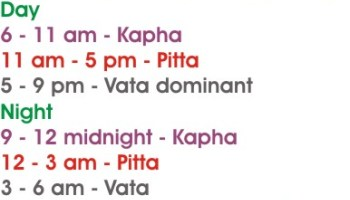 Day
6 - 11 am - Kapha
11 am - 5 pm - Pitta
5 - 9 pm - Vata dominant
Night
9 - 12 midnight - Kapha
12 - 3 am - Pitta
3 - 6 am - Vata